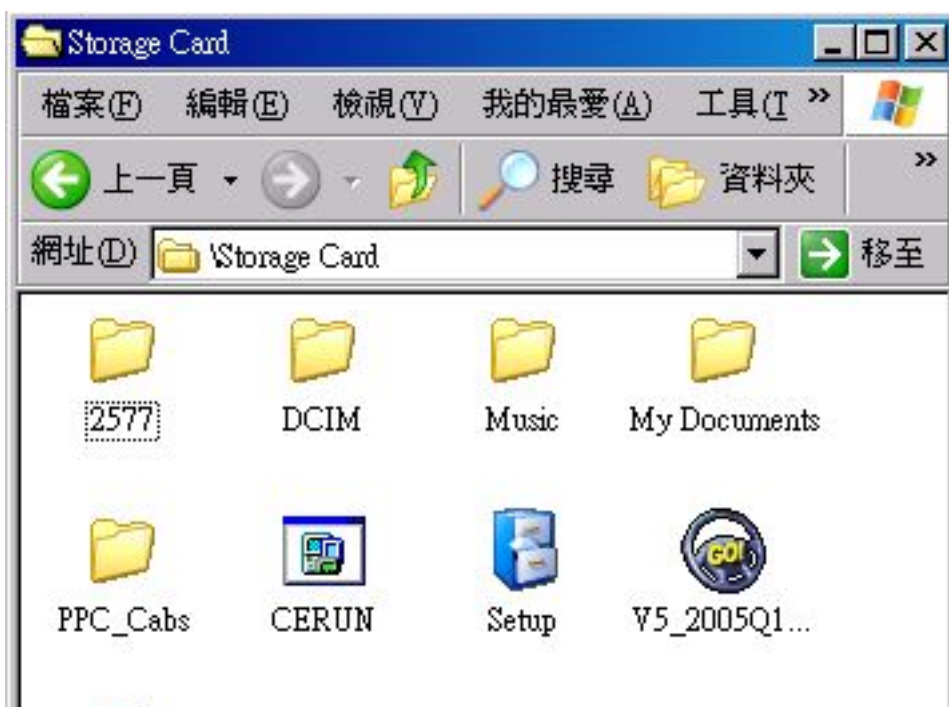 Storage Card
檔案(F) 編輯(E) 檢視(V) 我的最愛(A) 工具(T »
上一頁 搜尋 資料夾 »
網址(D) \Storage Card 移至
2577 DCIM Music My Documents
PPC_Cabs CERUN Setup V5_2005Q1...
GO!